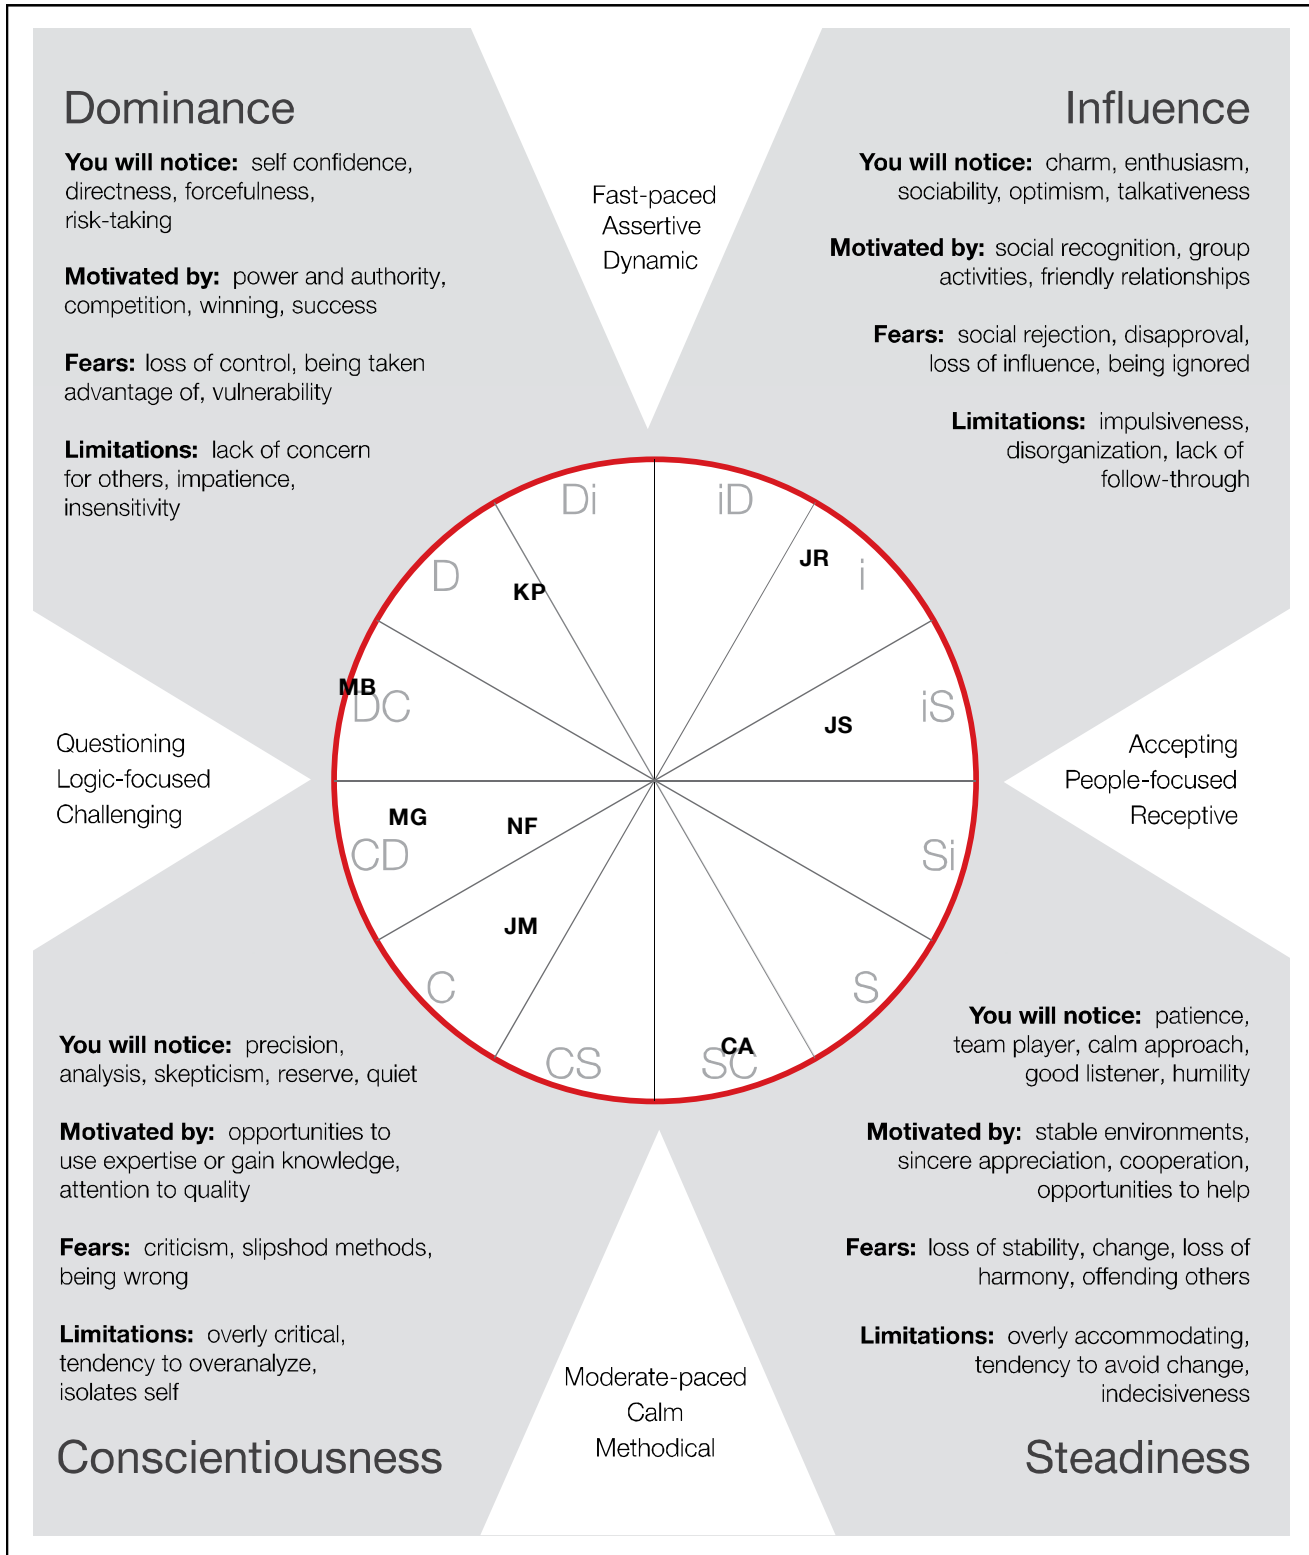 Dominance
You will notice: self confidence,
directness, forcefulness,
risk-taking
Motivated by: power and authority,
competition, winning, success
Fears: loss of control, being taken
advantage of, vulnerability
Limitations: lack of concern
for others, impatience,
insensitivity
Fast-paced
Assertive
Dynamic
Influence
You will notice: charm, enthusiasm,
sociability, optimism, talkativeness
Motivated by: social recognition, group
activities, friendly relationships
Fears: social rejection, disapproval,
loss of influence, being ignored
Limitations: impulsiveness,
disorganization, lack of
follow-through
Di
iD
JR
i
D
KP
MB
DC
iS
JS
Questioning
Logic-focused
Challenging
Accepting
People-focused
Receptive
MG
NF
CD
Si
JM
C
S
CA
CS
SC
You will notice: precision,
analysis, skepticism, reserve, quiet
Motivated by: opportunities to
use expertise or gain knowledge,
attention to quality
Fears: criticism, slipshod methods,
being wrong
Limitations: overly critical,
tendency to overanalyze,
isolates self
Conscientiousness
Moderate-paced
Calm
Methodical
You will notice: patience,
team player, calm approach,
good listener, humility
Motivated by: stable environments,
sincere appreciation, cooperation,
opportunities to help
Fears: loss of stability, change, loss of
harmony, offending others
Limitations: overly accommodating,
tendency to avoid change,
indecisiveness
Steadiness